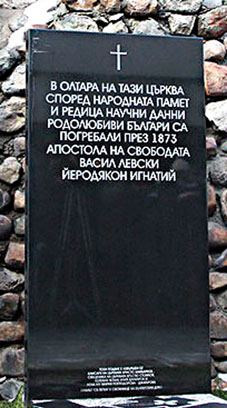 В ОЛТАРА НА ТАЗИ ЦЪРКВА
СПОРЕД НАРОДНАТА ПАМЕТ
И РЕДИЦА НАУЧНИ ДАННИ
РОДОЛЮБИВИ БЪЛГАРИ СА
ПОГРЕБАЛИ ПРЕЗ 1873
АПОСТОЛА НА СВОБОДАТА
ВАСИЛ ЛЕВСКИ
ЙЕРОДЯКОН ИГНАТИЙ